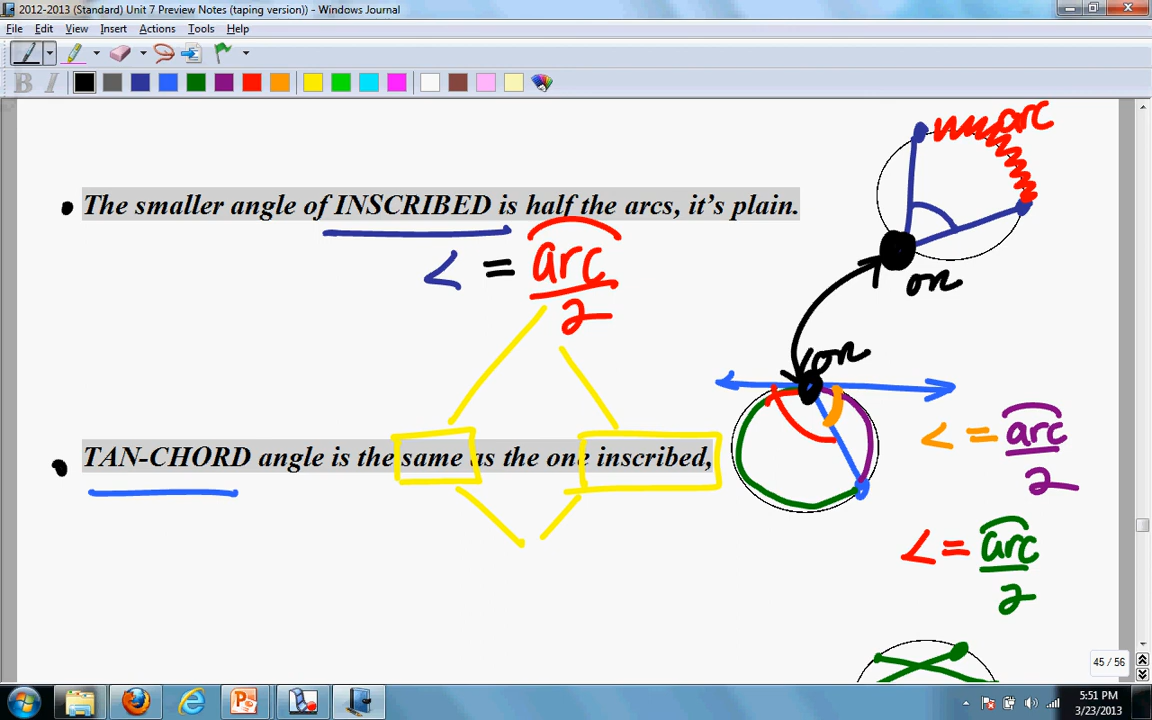 2012-2013 (Standard) Unit 7 Preview Notes (taping version)) - Windows Journal
File Edit View Insert Actions Tools Help
B I
arc
The smaller angle of INSCRIBED is half the arcs, it's plain.
∠ = arc
2
on
on
TAN-CHORD angle is the same as the one inscribed,
∠ = arc
2
∠ = arc
2
45 / 56
5:51 PM
3/23/2013